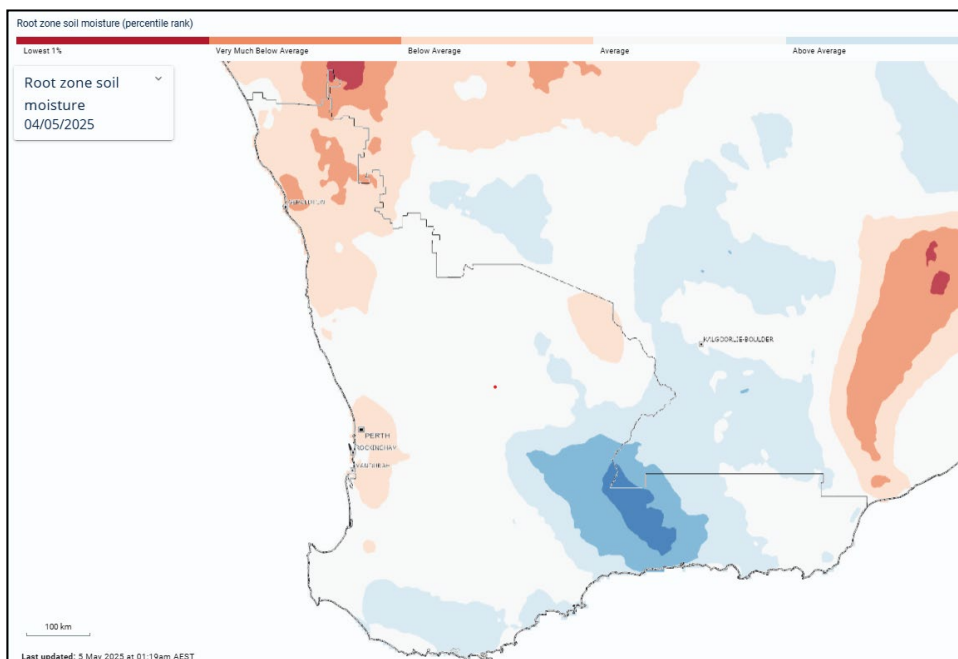 Root zone soil moisture (percentile rank)
Lowest 1% Very Much Below Average Below Average Average Above Average
Root zone soil
moisture
04/05/2025
KALGOORLIE-BOULDER
PERTH
ROCKINGHAM
100 km
Last updated: 5 May 2025 at 01:19am AEST